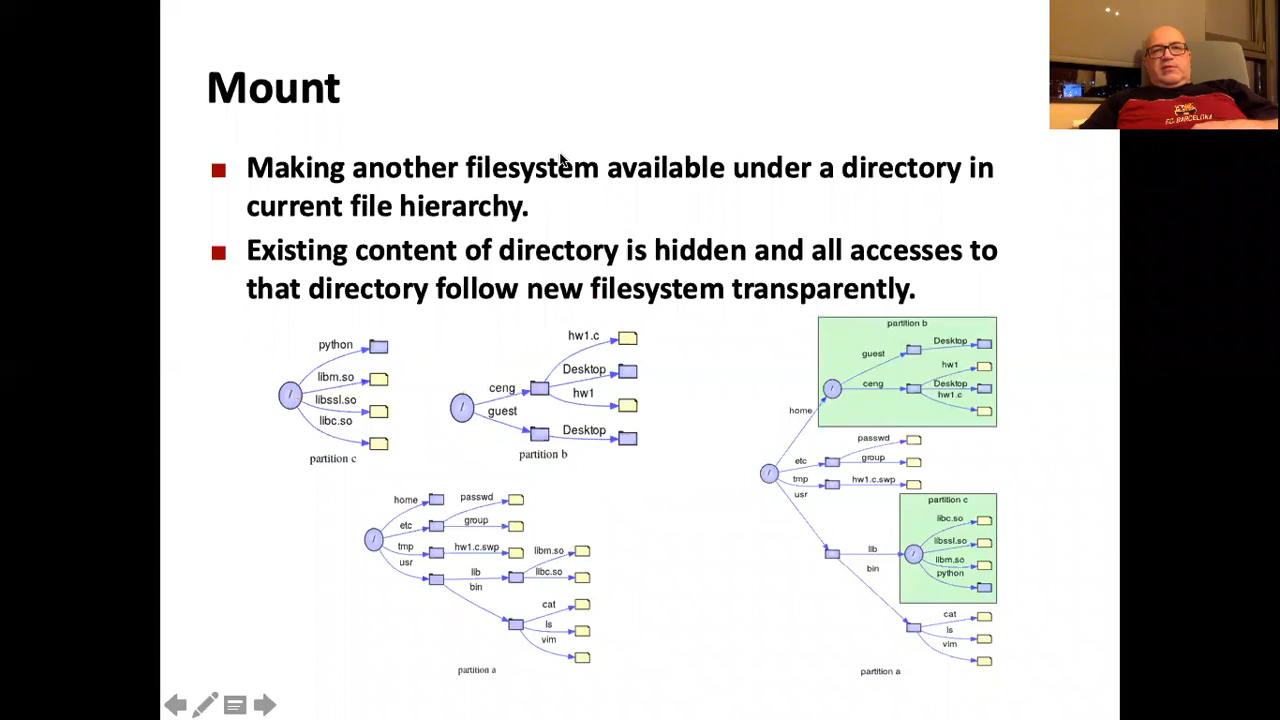 Mount
Making another filesystem available under a directory in
current file hierarchy.
Existing content of directory is hidden and all accesses to
that directory follow new filesystem transparently.
python
libm.so
libssl.so
libc.so
/
partition c
hw1.c
Desktop
ceng
hw1
/
guest
Desktop
partition b
home
passwd
etc
group
/
tmp
hw1.c.swp
usr
libm.so
lib
libc.so
bin
cat
ls
vim
partition a
partition b
Desktop
guest
hw1
/
ceng
Desktop
hw1.c
home
passwd
etc
group
/
tmp
hw1.c.swp
usr
partition c
libc.so
libssl.so
lib
/
libm.so
bin
python
cat
ls
vim
partition a
F.C. BARCELONA